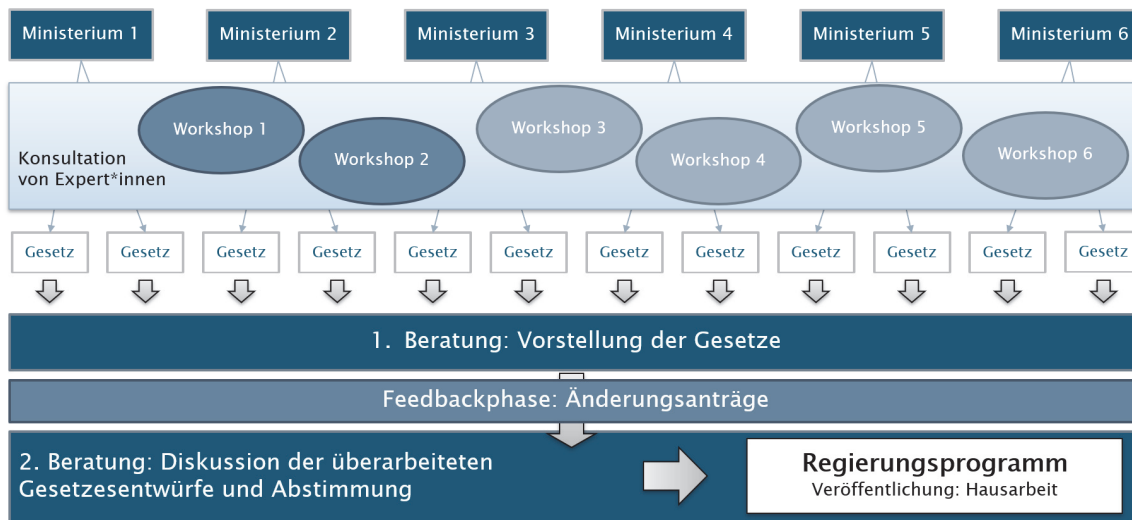 Ministerium 1
Ministerium 2
Ministerium 3
Ministerium 4
Ministerium 5
Ministerium 6
Workshop 1
Workshop 2
Workshop 3
Workshop 4
Workshop 5
Workshop 6
Konsultation
von Expert*innen
Gesetz
Gesetz
Gesetz
Gesetz
Gesetz
Gesetz
Gesetz
Gesetz
Gesetz
Gesetz
Gesetz
Gesetz
1. Beratung: Vorstellung der Gesetze
Feedbackphase: Änderungsanträge
2. Beratung: Diskussion der überarbeiteten
Gesetzesentwürfe und Abstimmung
Regierungsprogramm
Veröffentlichung: Hausarbeit